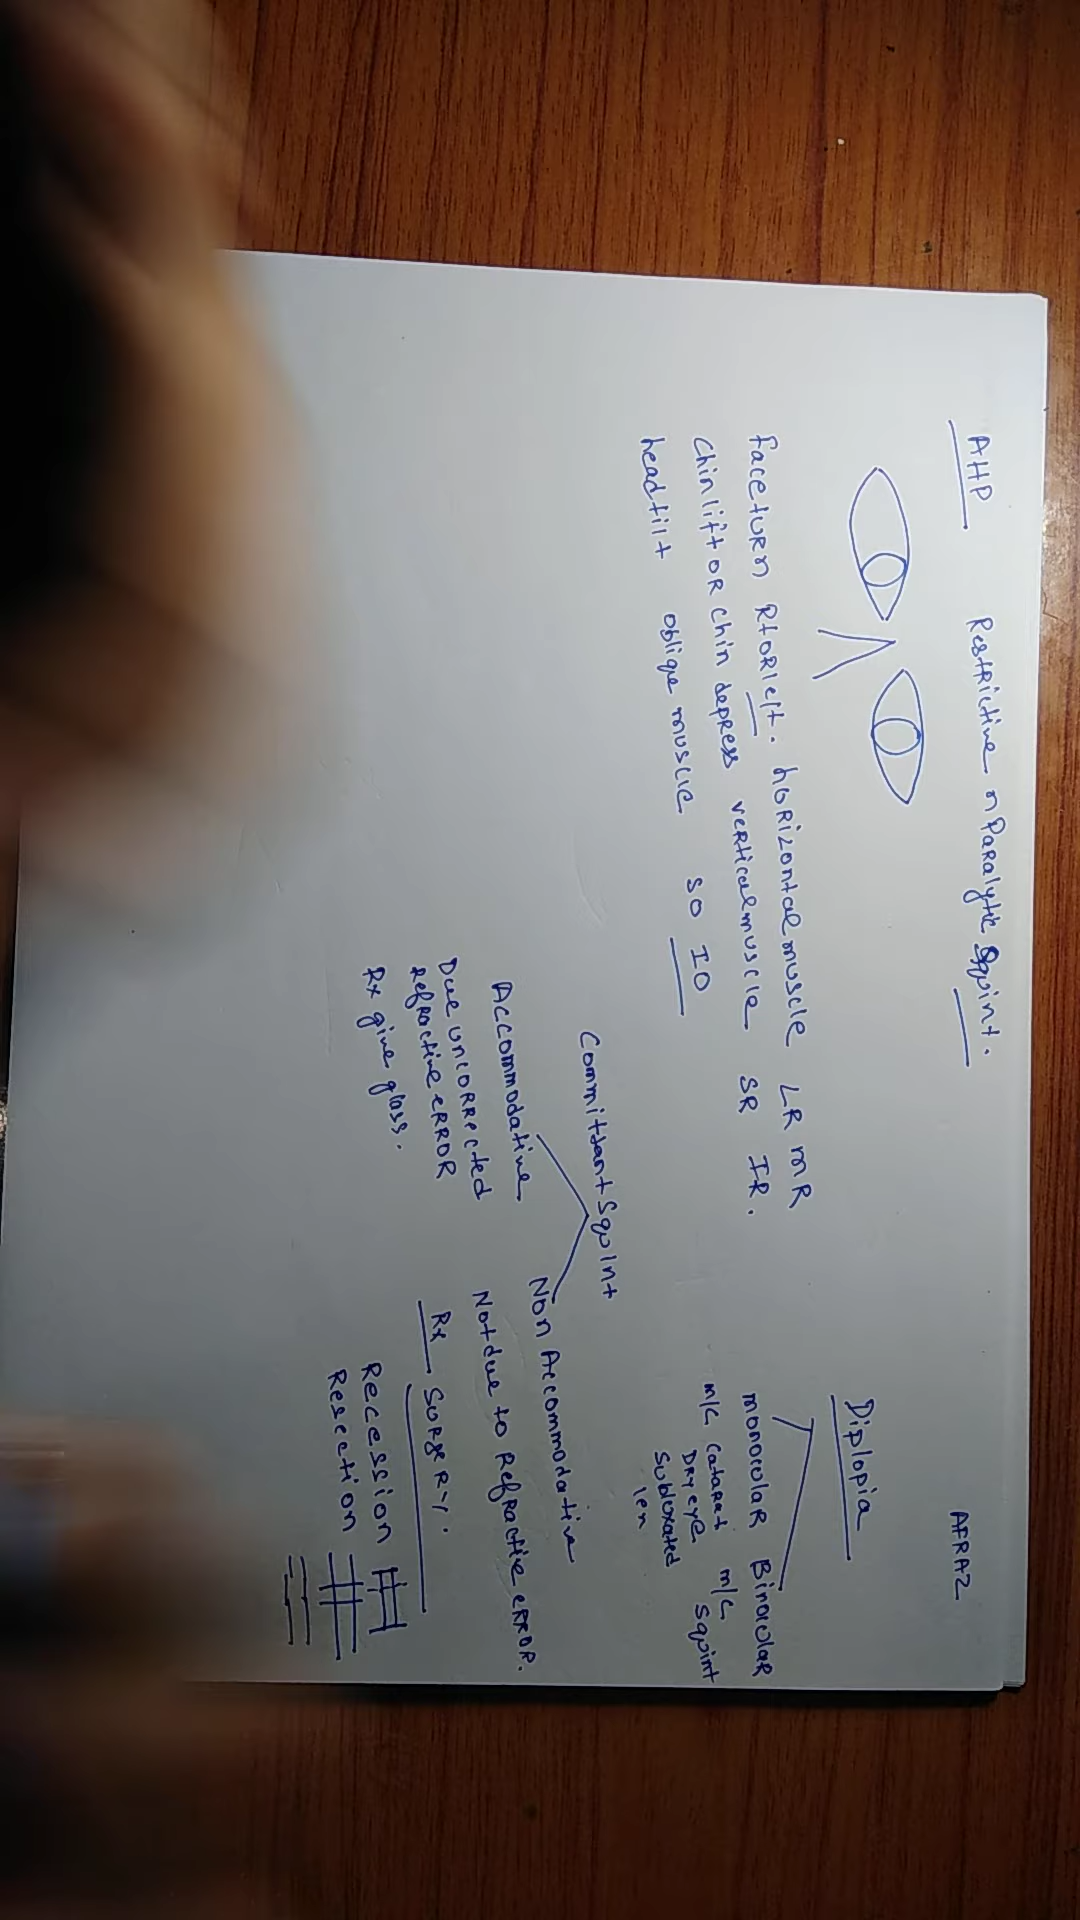 AFRAZ
AHP Restrictive n Paralytic Squint.
Diplopia
monocular Binocular
m/c catarat m/c squint
DRY eye
subluxated
len
face turn Rt or left. horizontal muscle LR MR
chin lift or chin depress vertical muscle SR IR.
head tilt oblique muscle SO IO
Committant Squint
Accommodative Non Accommodative
Due uncorrected
refractive error
Rx give glass.
Not due to Refractive error.
Rx Surgery.
Recession
Resection